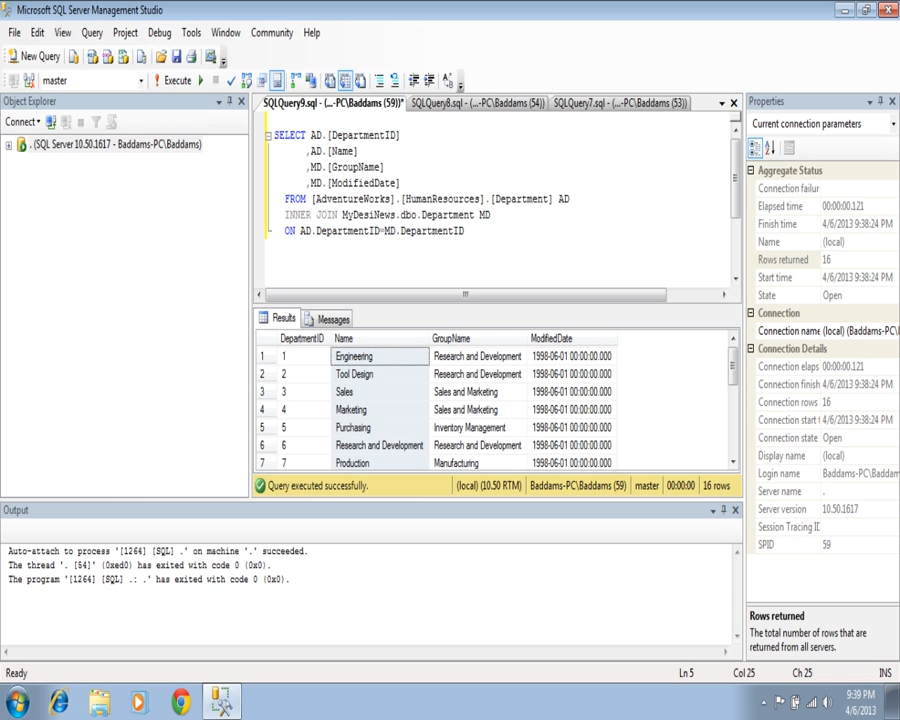 Microsoft SQL Server Management Studio
File Edit View Query Project Debug Tools Window Community Help
New Query
master Execute
Object Explorer
Connect
. (SQL Server 10.50.1617 - Baddams-PC\Baddams)
SQLQuery9.sql - (...-PC\Baddams (59))* SQLQuery8.sql - (...-PC\Baddams (54)) SQLQuery7.sql - (...-PC\Baddams (53))
SELECT AD.[DepartmentID]
,AD.[Name]
,MD.[GroupName]
,MD.[ModifiedDate]
FROM [AdventureWorks].[HumanResources].[Department] AD
INNER JOIN MyDesiNews.dbo.Department MD
ON AD.DepartmentID=MD.DepartmentID
Results Messages
DepartmentID Name GroupName ModifiedDate
1 1 Engineering Research and Development 1998-06-01 00:00:00.000
2 2 Tool Design Research and Development 1998-06-01 00:00:00.000
3 3 Sales Sales and Marketing 1998-06-01 00:00:00.000
4 4 Marketing Sales and Marketing 1998-06-01 00:00:00.000
5 5 Purchasing Inventory Management 1998-06-01 00:00:00.000
6 6 Research and Development Research and Development 1998-06-01 00:00:00.000
7 7 Production Manufacturing 1998-06-01 00:00:00.000
Query executed successfully. (local) (10.50 RTM) Baddams-PC\Baddams (59) master 00:00:00 16 rows
Output
Auto-attach to process '[1264] [SQL] .' on machine '.' succeeded.
The thread '. [54]' (0xed0) has exited with code 0 (0x0).
The program '[1264] [SQL] .: .' has exited with code 0 (0x0).
Properties
Current connection parameters
Aggregate Status
Connection failur
Elapsed time 00:00:00.121
Finish time 4/6/2013 9:38:24 PM
Name (local)
Rows returned 16
Start time 4/6/2013 9:38:24 PM
State Open
Connection
Connection name (local) (Baddams-PC\
Connection Details
Connection elaps 00:00:00.121
Connection finish 4/6/2013 9:38:24 PM
Connection rows 16
Connection start t 4/6/2013 9:38:24 PM
Connection state Open
Display name (local)
Login name Baddams-PC\Baddam
Server name .
Server version 10.50.1617
Session Tracing ID
SPID 59
Rows returned
The total number of rows that are
returned from all servers.
Ready Ln 5 Col 25 Ch 25 INS
9:39 PM
4/6/2013